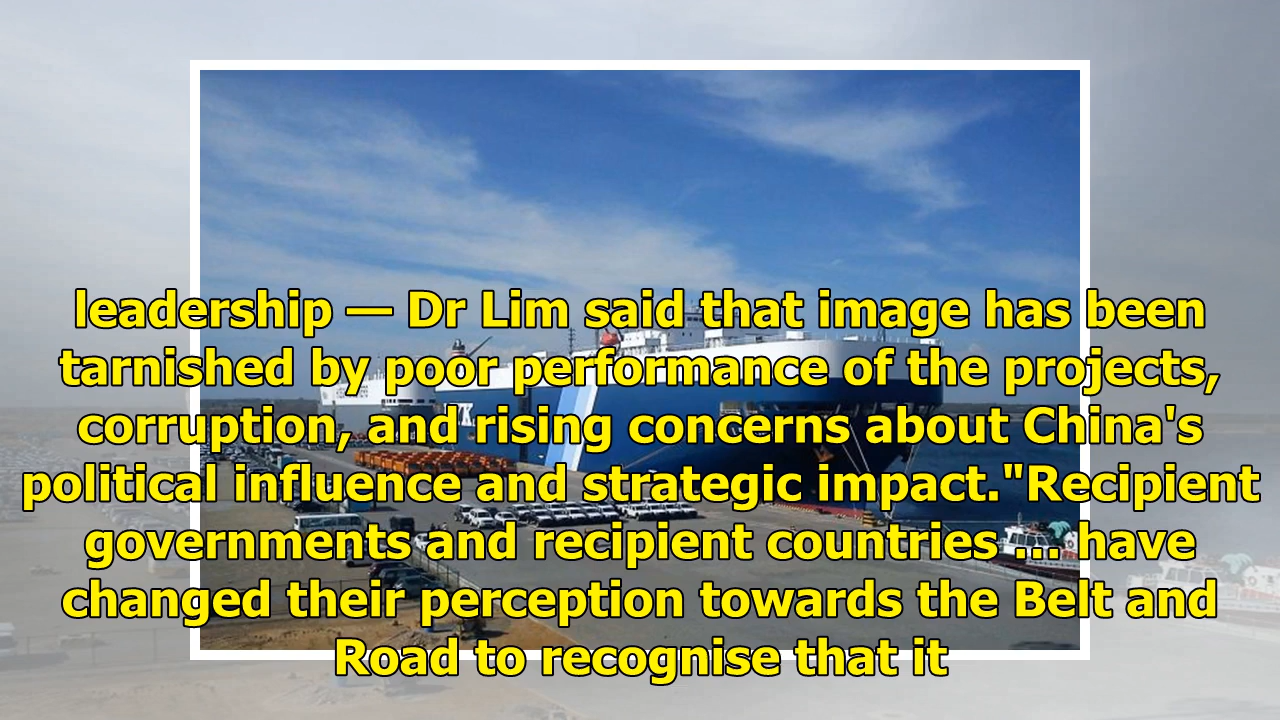 leadership — Dr Lim said that image has been
tarnished by poor performance of the projects,
corruption, and rising concerns about China's
political influence and strategic impact."Recipient
governments and recipient countries ... have
changed their perception towards the Belt and
Road to recognise that it